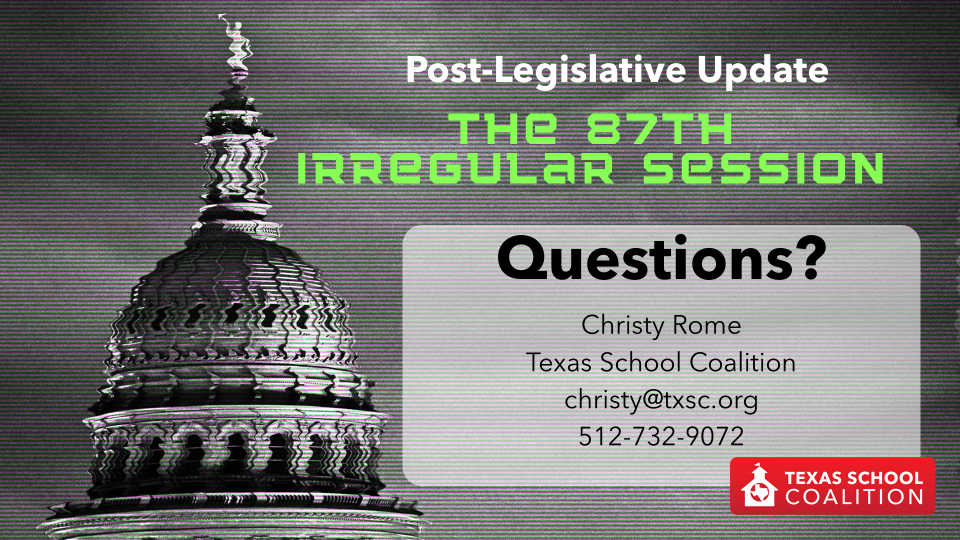 Post-Legislative Update
THE 87TH
IRREGULAR SESSION
Questions?
Christy Rome
Texas School Coalition
christy@txsc.org
512-732-9072
TEXAS SCHOOL
COALITION